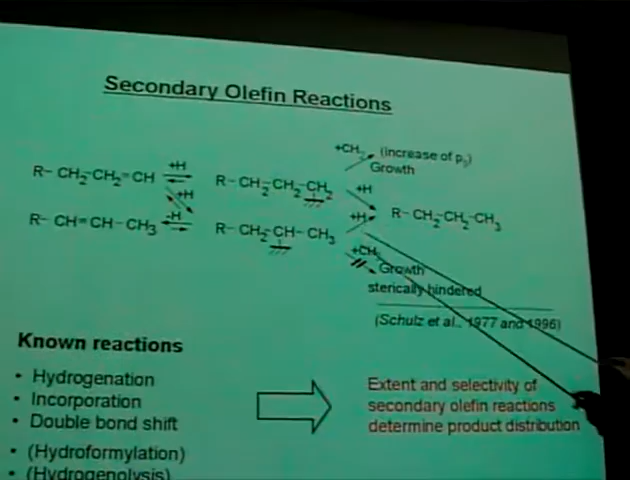 Secondary Olefin Reactions
+CH₂ (increase of p₃)
Growth
R- CH₂-CH₂=CH +H R-CH₂-CH₂-CH₂ +H
+H +H R-CH₂-CH₂-CH₃
R- CH=CH-CH₃ -H R-CH₂-CH-CH₃ +CH₂
Growth
sterically hindered
(Schulz et al., 1977 and 1996)
Known reactions
• Hydrogenation
• Incorporation
• Double bond shift
• (Hydroformylation)
• (Hydrogenolysis)
Extent and selectivity of
secondary olefin reactions
determine product distribution